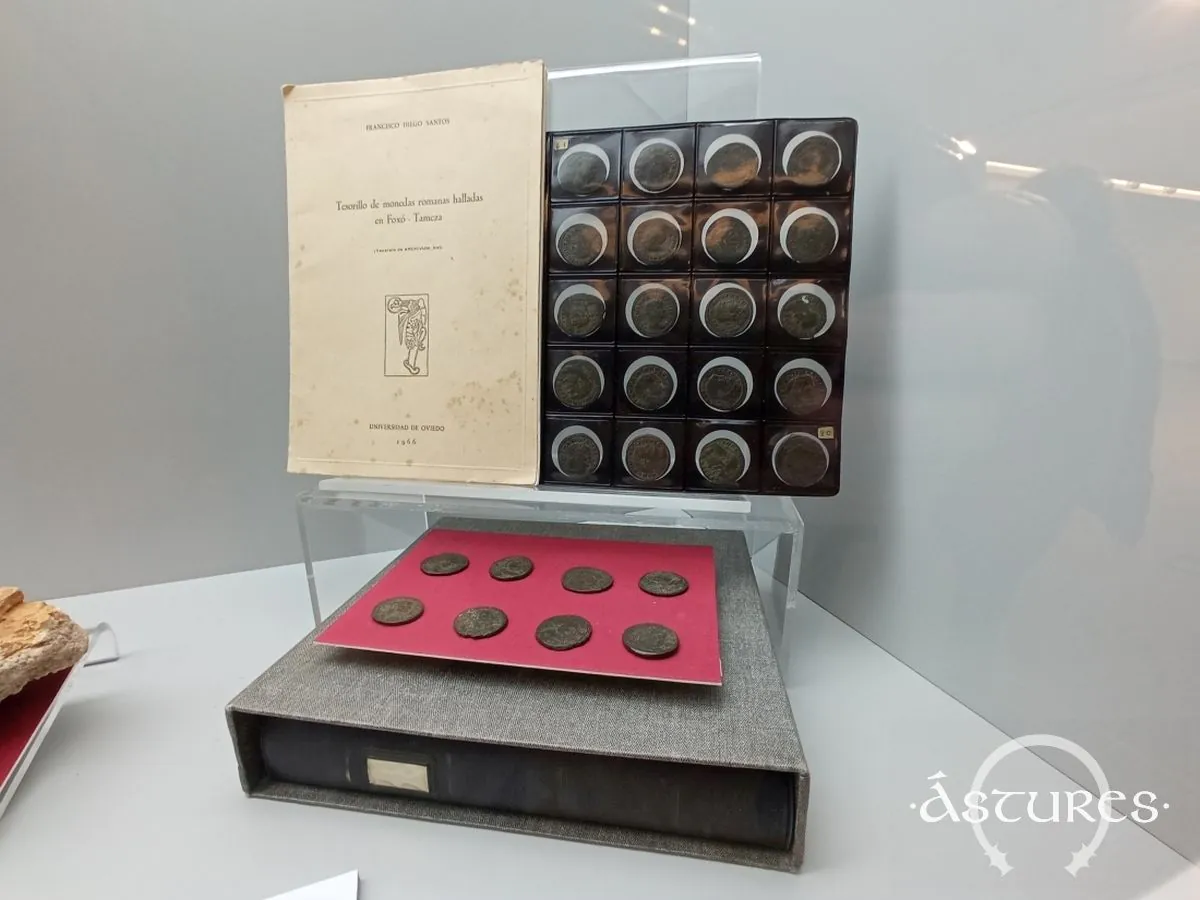 FRANCISCO DIEGO SANTOS
Tesorillo de monedas romanas halladas
en Foxó - Tameza
UNIVERSIDAD DE OVIEDO
1966
·ÁSTURES·